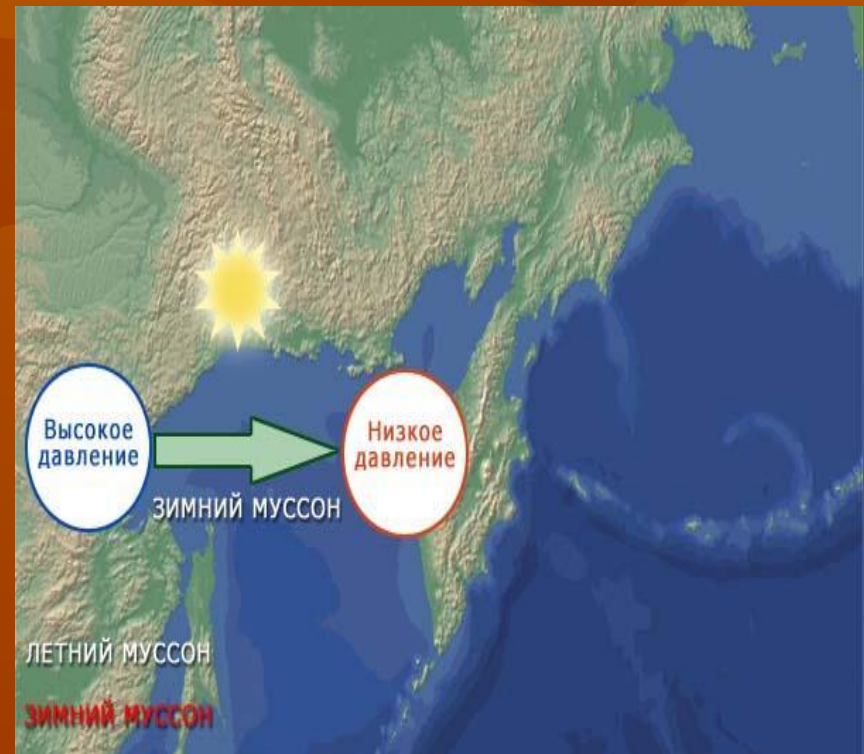 Высокое
давление
Низкое
давление
ЗИМНИЙ МУССОН
ЛЕТНИЙ МУССОН
ЗИМНИЙ МУССОН